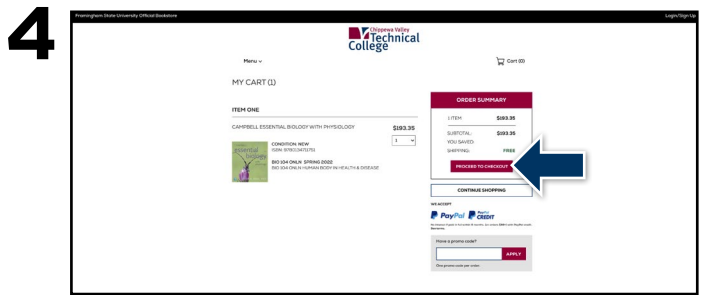 4
Framingham State University Official Bookstore
Login/Sign Up
Chippewa Valley
Technical
College
Menu
Cart (0)
MY CART (1)
ITEM ONE
CAMPBELL ESSENTIAL BIOLOGY WITH PHYSIOLOGY
$193.35
1
essential
biology
CONDITION: NEW
BIO 104 ONLN SPRING 2022
BIO 104 ONLN HUMAN BODY IN HEALTH & DISEASE
ORDER SUMMARY
1 ITEM
$193.35
SUBTOTAL:
$193.35
YOU SAVED:
SHIPPING:
FREE
PROCEED TO CHECKOUT
CONTINUE SHOPPING
WE ACCEPT
PayPal
PayPal
CREDIT
Have a promo code?
APPLY
One promo code per order.